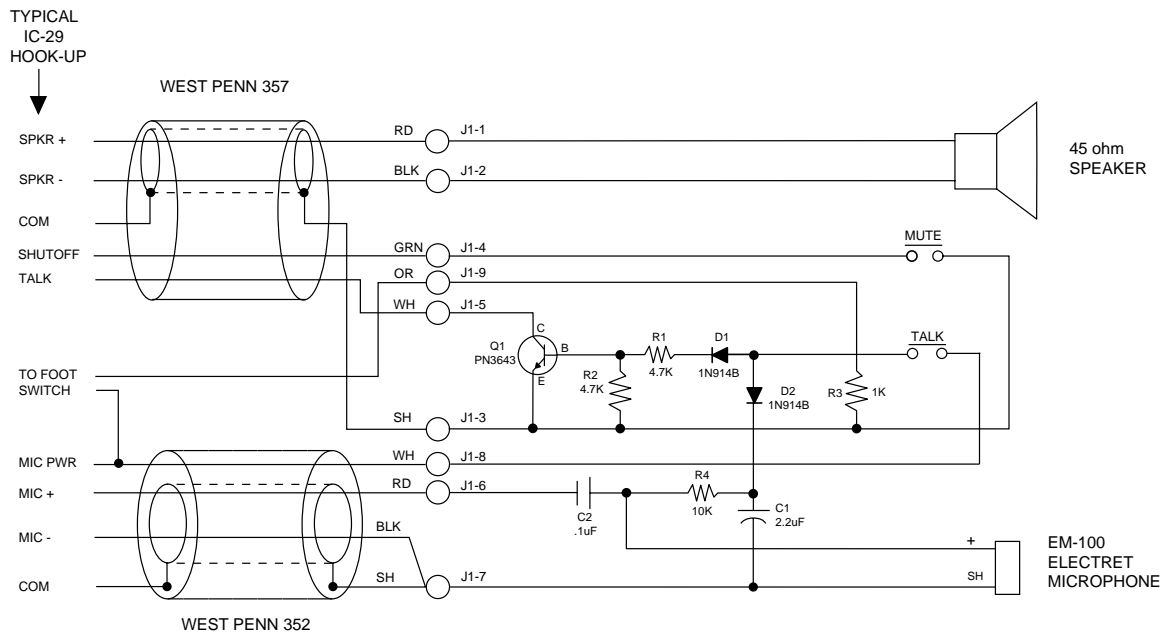 TYPICAL
IC-29
HOOK-UP
WEST PENN 357
SPKR +
RD
J1-1
45 ohm
SPEAKER
SPKR -
BLK
J1-2
COM
MUTE
SHUTOFF
GRN
J1-4
TALK
OR
J1-9
WH
J1-5
C
Q1
PN3643
B
E
R1
4.7K
D1
1N914B
TALK
R2
4.7K
D2
1N914B
R3
1K
TO FOOT
SWITCH
SH
J1-3
MIC PWR
WH
J1-8
MIC +
RD
J1-6
R4
10K
C2
.1uF
C1
2.2uF
MIC -
BLK
+
EM-100
ELECTRET
MICROPHONE
COM
SH
J1-7
SH
WEST PENN 352